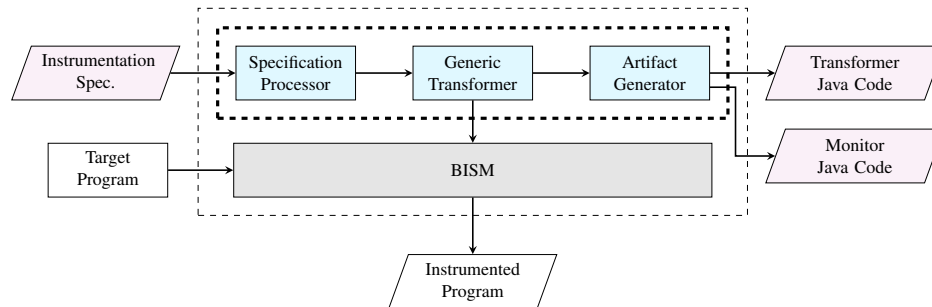 Instrumentation
Spec.
Specification
Processor
Generic
Transformer
Artifact
Generator
Transformer
Java Code
Monitor
Java Code
Target
Program
BISM
Instrumented
Program